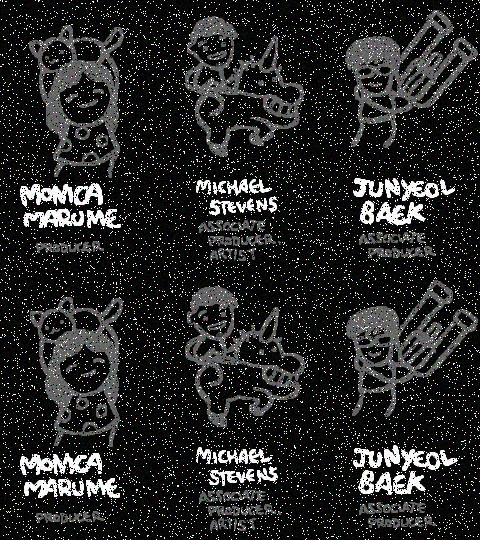 MONICA
MARUME
PRODUCER
MICHAEL
STEVENS
ASSOCIATE
PRODUCER
ARTIST
JUNYEOL
BAEK
ASSOCIATE
PRODUCER
MONICA
MARUME
PRODUCER
MICHAEL
STEVENS
ASSOCIATE
PRODUCER
ARTIST
JUNYEOL
BAEK
ASSOCIATE
PRODUCER